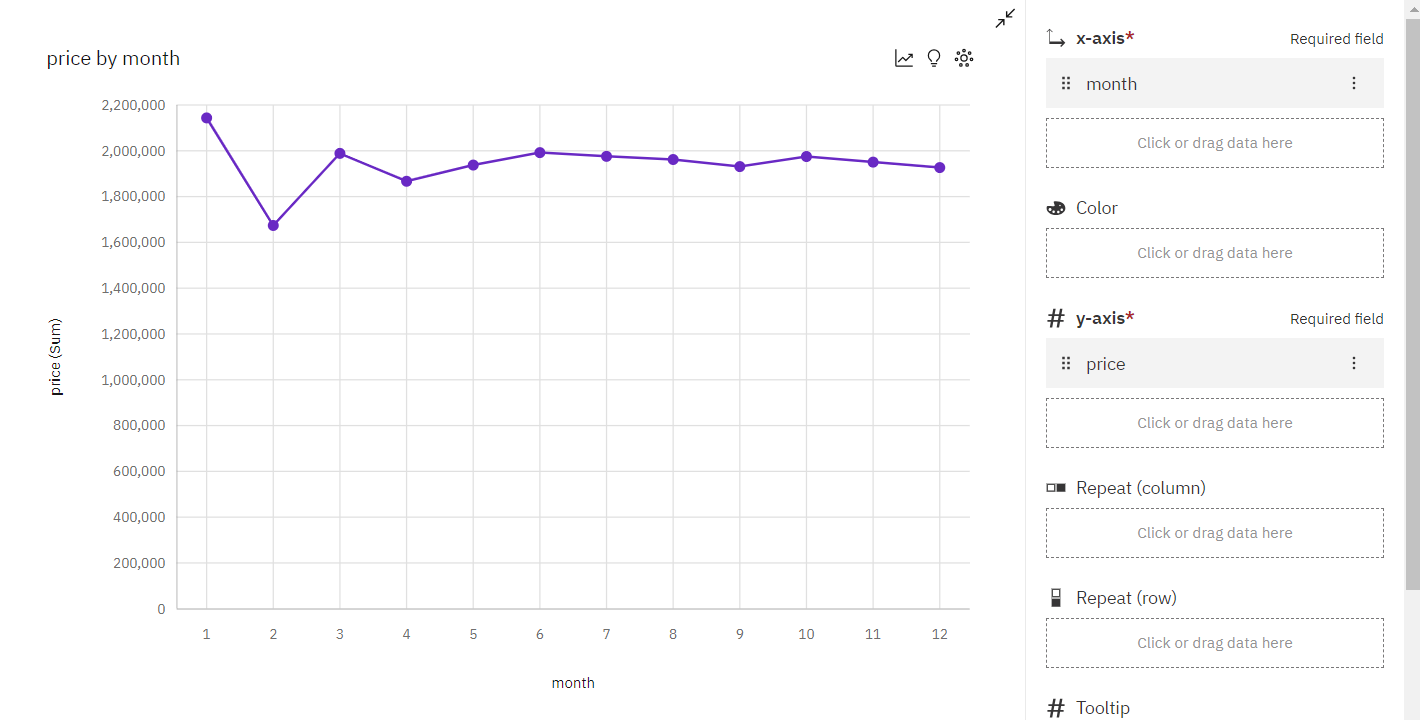 price by month
2,200,000
2,000,000
1,800,000
1,600,000
1,400,000
1,200,000
1,000,000
800,000
600,000
400,000
200,000
0
price (Sum)
1 2 3 4 5 6 7 8 9 10 11 12
month
x-axis* Required field
month
Click or drag data here
Color
Click or drag data here
y-axis* Required field
price
Click or drag data here
Repeat (column)
Click or drag data here
Repeat (row)
Click or drag data here
Tooltip